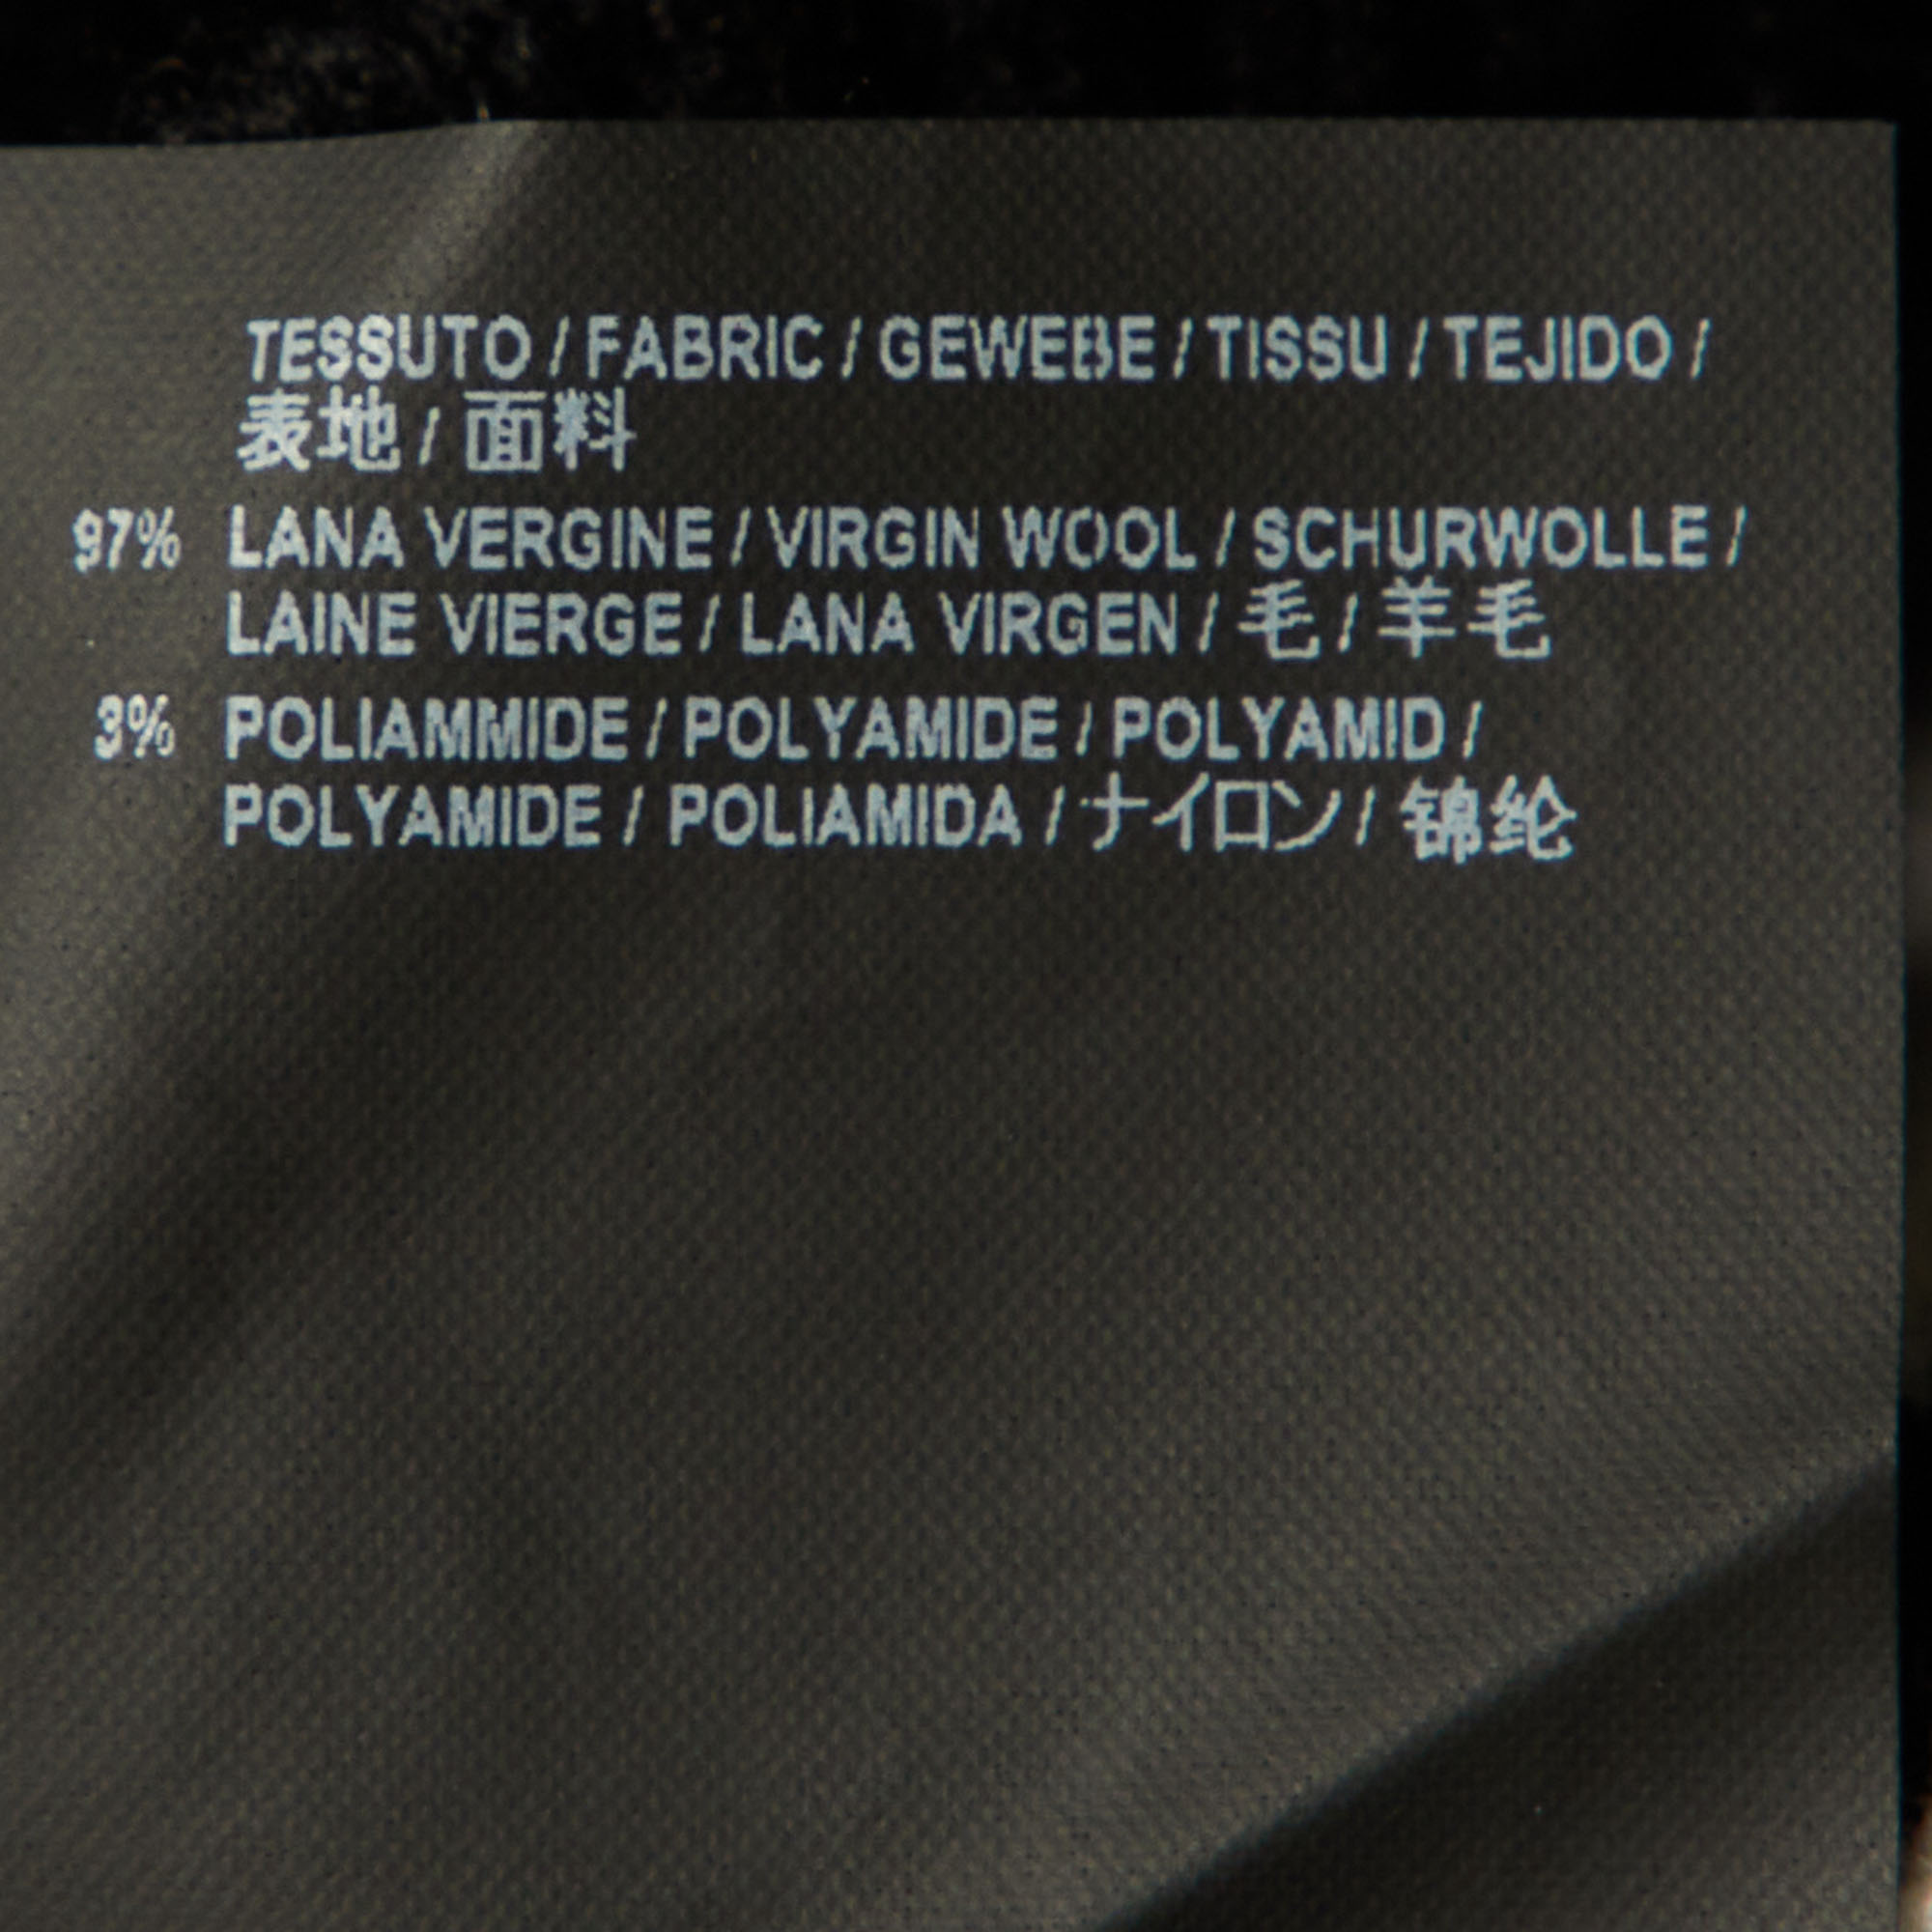 TESSUTO / FABRIC / GEWEBE / TISSU / TEJIDO /
表地 / 面料
97% LANA VERGINE / VIRGIN WOOL / SCHURWOLLE /
LAINE VIERGE / LANA VIRGEN / 毛 / 羊毛
3% POLIAMMIDE / POLYAMIDE / POLYAMID /
POLYAMIDE / POLIAMIDA / ナイロン / 锦纶